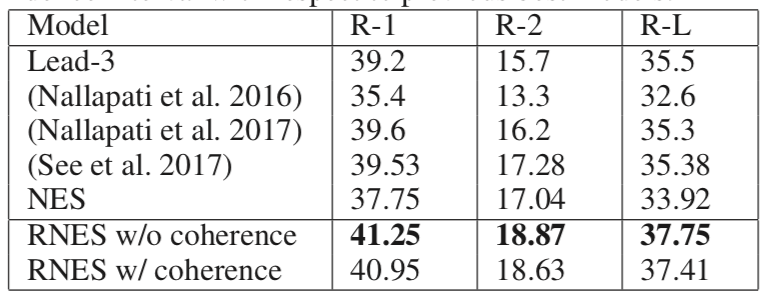 Model R-1 R-2 R-L
Lead-3 39.2 15.7 35.5
(Nallapati et al. 2016) 35.4 13.3 32.6
(Nallapati et al. 2017) 39.6 16.2 35.3
(See et al. 2017) 39.53 17.28 35.38
NES 37.75 17.04 33.92
RNES w/o coherence 41.25 18.87 37.75
RNES w/ coherence 40.95 18.63 37.41